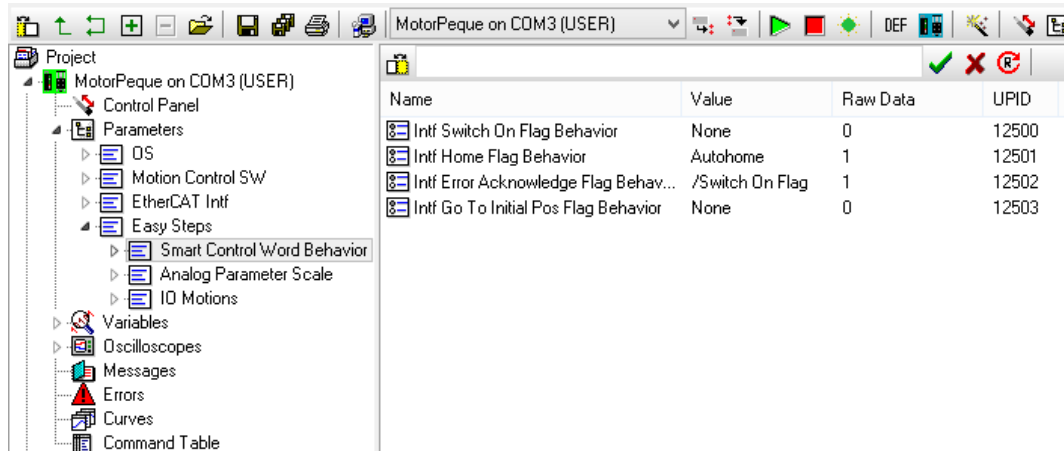 MotorPeque on COM3 (USER)
DEF
Project
MotorPeque on COM3 (USER)
Control Panel
Parameters
OS
Motion Control SW
EtherCAT Intf
Easy Steps
Smart Control Word Behavior
Analog Parameter Scale
IO Motions
Variables
Oscilloscopes
Messages
Errors
Curves
Command Table
Name Value Raw Data UPID
Intf Switch On Flag Behavior None 0 12500
Intf Home Flag Behavior Autohome 1 12501
Intf Error Acknowledge Flag Behav... /Switch On Flag 1 12502
Intf Go To Initial Pos Flag Behavior None 0 12503